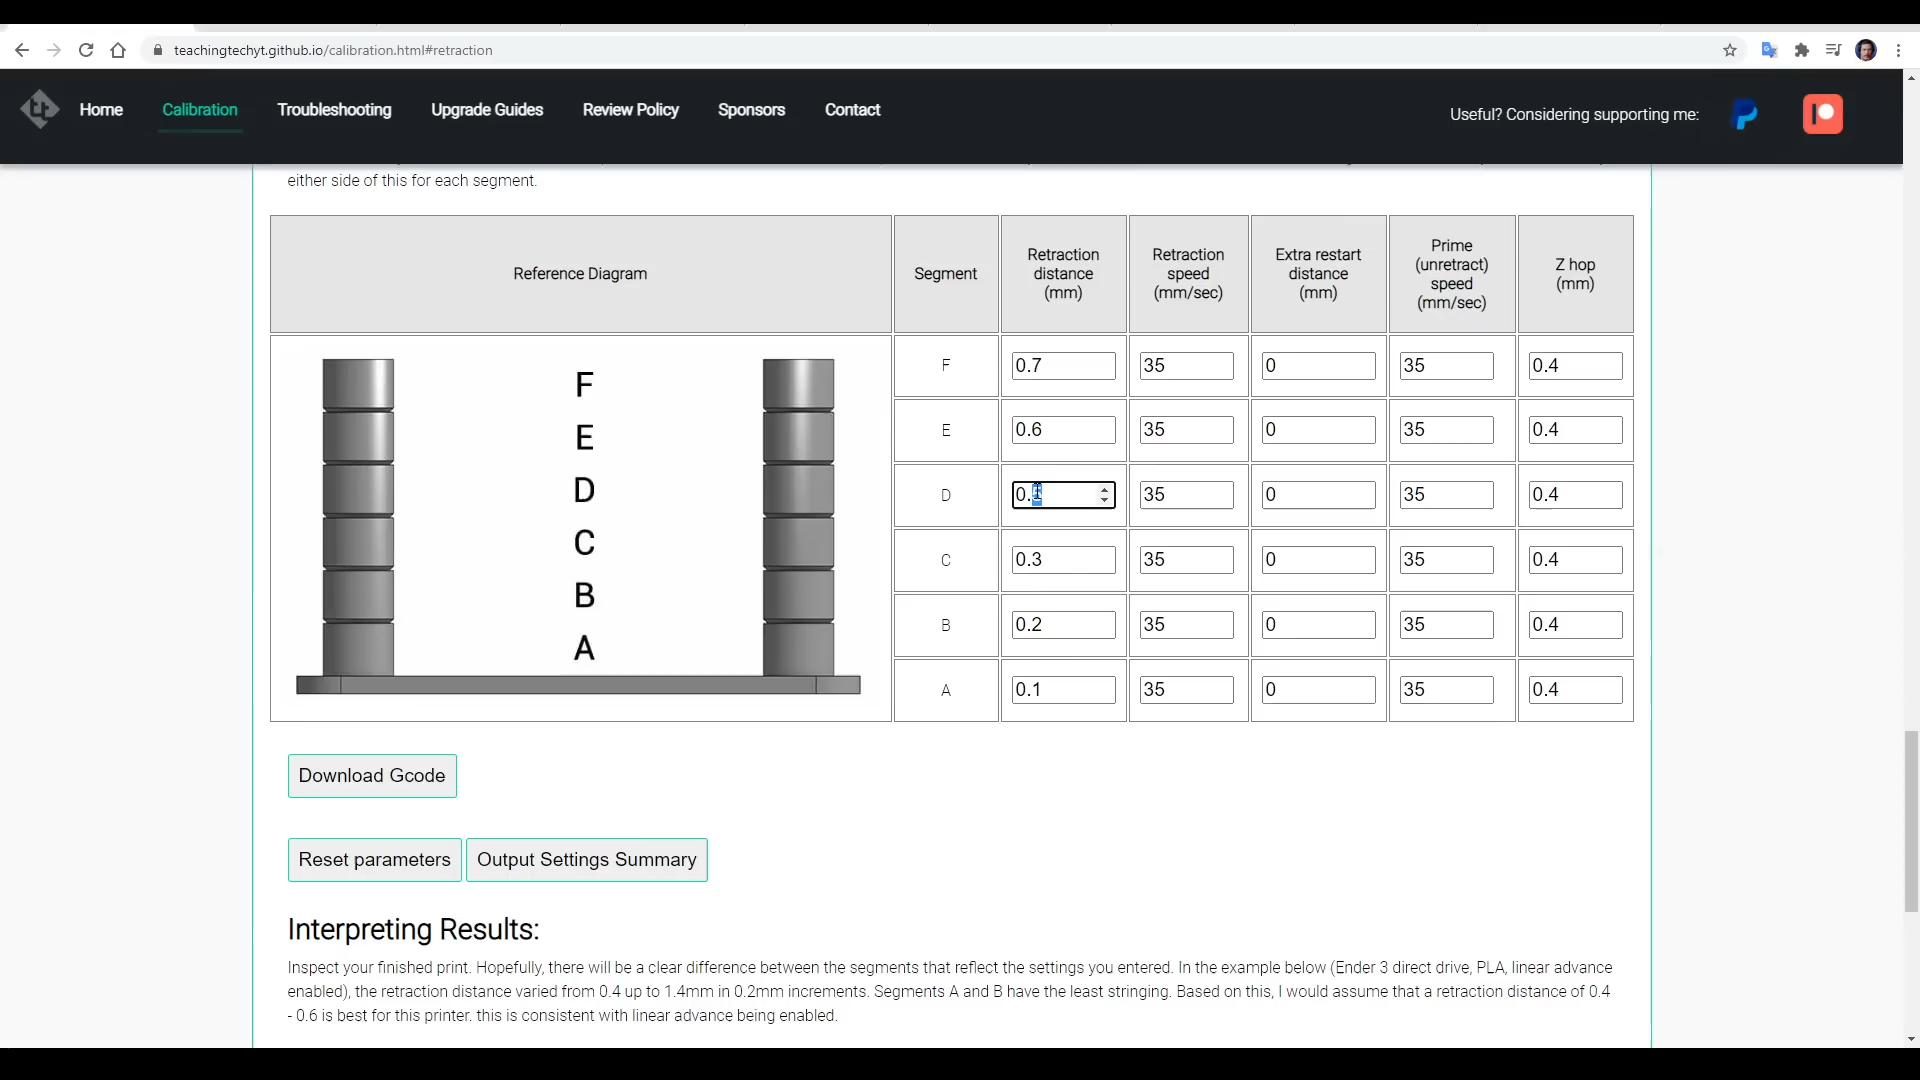 teachingtechyt.github.io/calibration.html#retraction
Home Calibration Troubleshooting Upgrade Guides Review Policy Sponsors Contact Useful? Considering supporting me:
either side of this for each segment.
Reference Diagram
Segment
Retraction
distance
(mm)
Retraction
speed
(mm/sec)
Extra restart
distance
(mm)
Prime
(unretract)
speed
(mm/sec)
Z hop
(mm)
F
E
D
C
B
A
F 0.7 35 0 35 0.4
E 0.6 35 0 35 0.4
D 0. 35 0 35 0.4
C 0.3 35 0 35 0.4
B 0.2 35 0 35 0.4
A 0.1 35 0 35 0.4
Download Gcode
Reset parameters Output Settings Summary
Interpreting Results:
Inspect your finished print. Hopefully, there will be a clear difference between the segments that reflect the settings you entered. In the example below (Ender 3 direct drive, PLA, linear advance
enabled), the retraction distance varied from 0.4 up to 1.4mm in 0.2mm increments. Segments A and B have the least stringing. Based on this, I would assume that a retraction distance of 0.4
- 0.6 is best for this printer. this is consistent with linear advance being enabled.